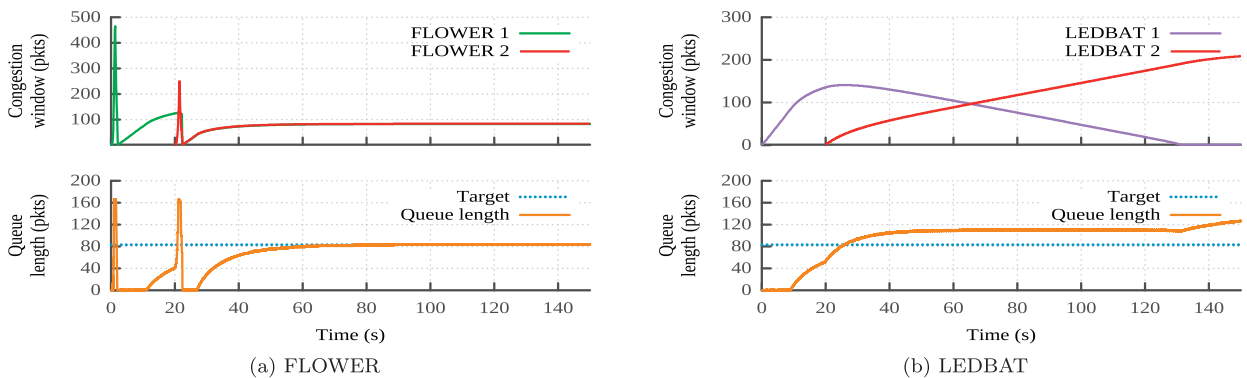 500
400
300
200
100
Congestion
window (pkts)
FLOWER 1
FLOWER 2
200
160
120
80
40
0
Queue
length (pkts)
Target
Queue length
0 20 40 60 80 100 120 140
Time (s)
(a) FLOWER
300
200
100
0
Congestion
window (pkts)
LEDBAT 1
LEDBAT 2
200
160
120
80
40
0
Queue
length (pkts)
Target
Queue length
0 20 40 60 80 100 120 140
Time (s)
(b) LEDBAT